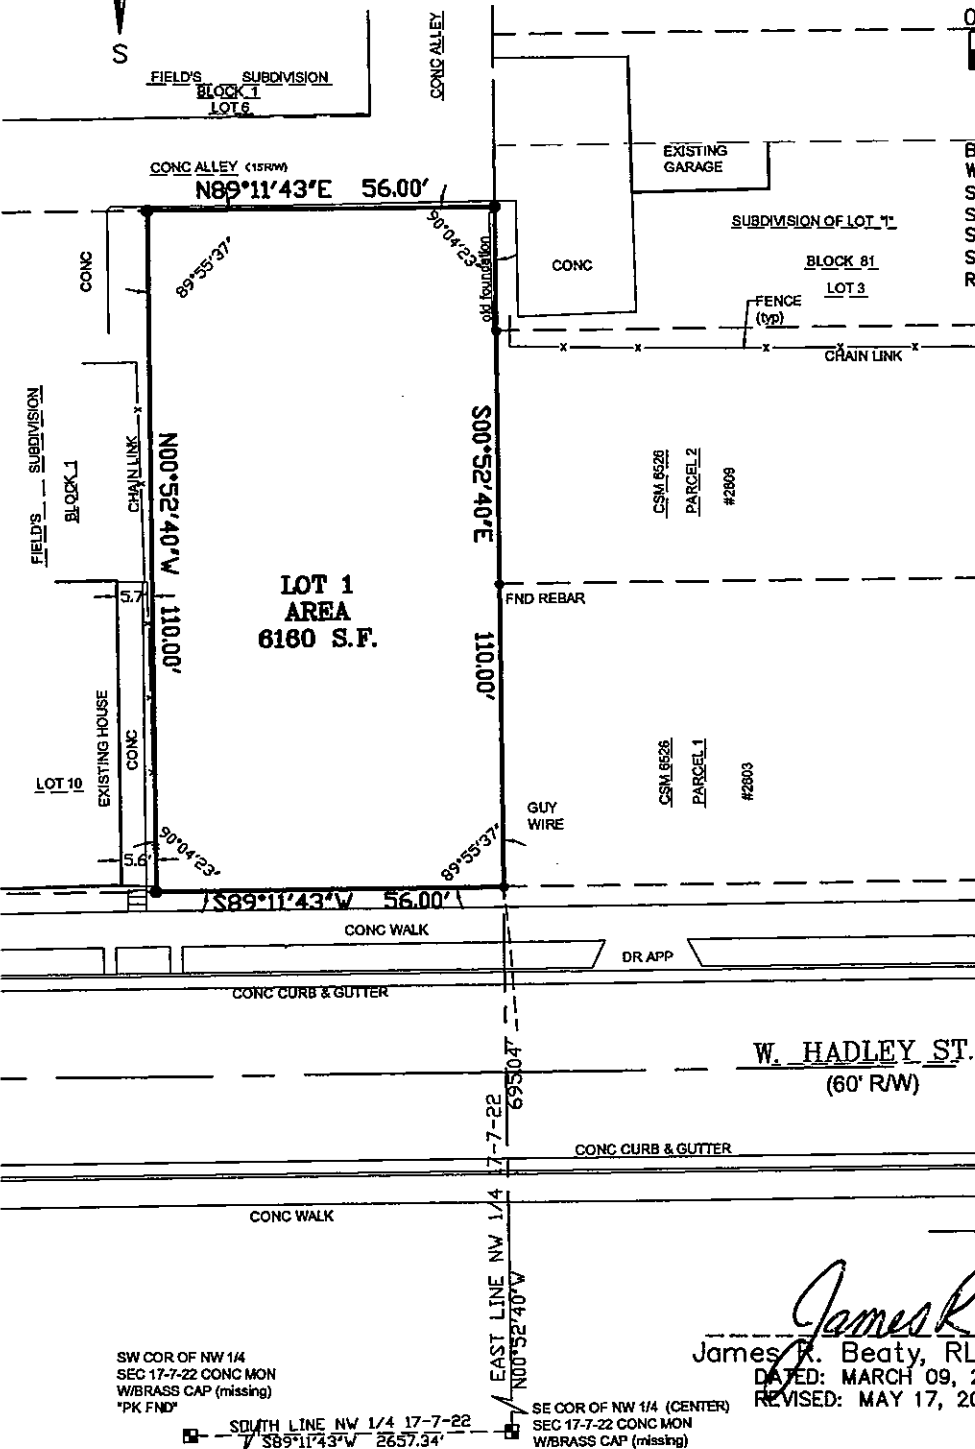 S
CONC ALLEY
FIELD'S SUBDIVISION
BLOCK 1
LOT 6
CONC ALLEY (15R/W)
N89°11'43"E 56.00'
EXISTING
GARAGE
SUBDIVISION OF LOT "1"
BLOCK 81
LOT 3
CONC
CONC
89°55'37"
90°04'23"
old foundation
FENCE
(typ)
CHAIN LINK
FIELD'S SUBDIVISION
BLOCK 1
CHAIN LINK
N00°52'40"W 110.00'
S00°52'40"E
110.00'
CSM 6526
PARCEL 2
#2609
LOT 1
AREA
6160 S.F.
5.7
FND REBAR
EXISTING HOUSE
CONC
LOT 10
CSM 6526
PARCEL 1
#2603
GUY
WIRE
5.6'
90°04'23"
89°55'37"
S89°11'43"W 56.00'
CONC WALK
DR APP
CONC CURB & GUTTER
W. HADLEY ST.
(60' R/W)
695.04'
CONC CURB & GUTTER
CONC WALK
EAST LINE NW 1/4 17-7-22
N00°52'40"W
James R
James R. Beaty, RL
DATED: MARCH 09, 2
REVISED: MAY 17, 20
SW COR OF NW 1/4
SEC 17-7-22 CONC MON
W/BRASS CAP (missing)
"PK FND"
SOUTH LINE NW 1/4 17-7-22
S89°11'43"W 2657.34'
SE COR OF NW 1/4 (CENTER)
SEC 17-7-22 CONC MON
W/BRASS CAP (missing)